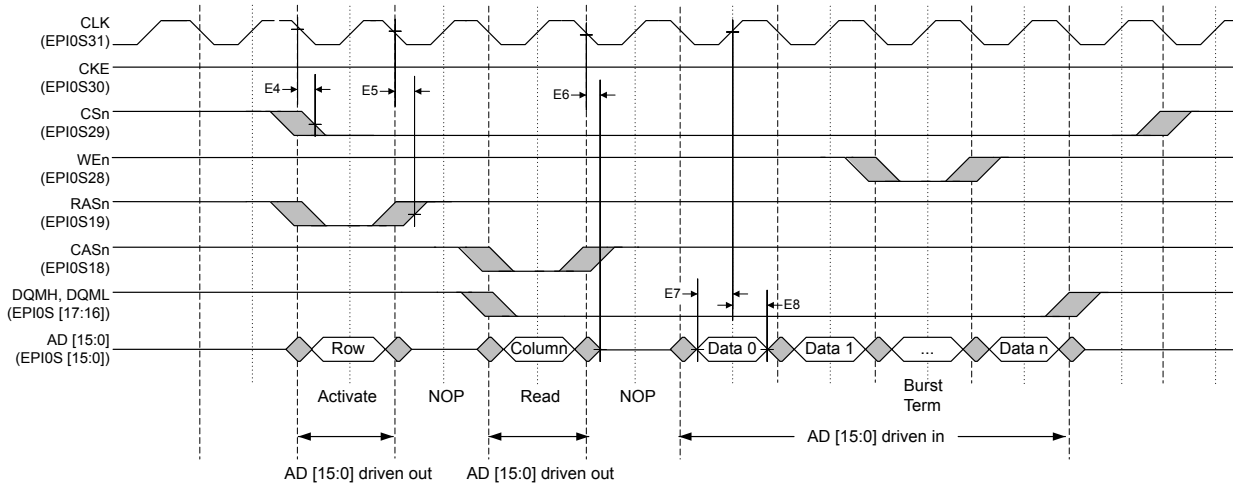 CLK
(EPI0S31)
CKE
(EPI0S30)
E4
E5
E6
CSn
(EPI0S29)
WEn
(EPI0S28)
RASn
(EPI0S19)
CASn
(EPI0S18)
DQMH, DQML
(EPI0S [17:16])
E7
E8
AD [15:0]
(EPI0S [15:0])
Row
Column
Data 0
Data 1
...
Data n
Activate
NOP
Read
NOP
Burst
Term
AD [15:0] driven in
AD [15:0] driven out
AD [15:0] driven out